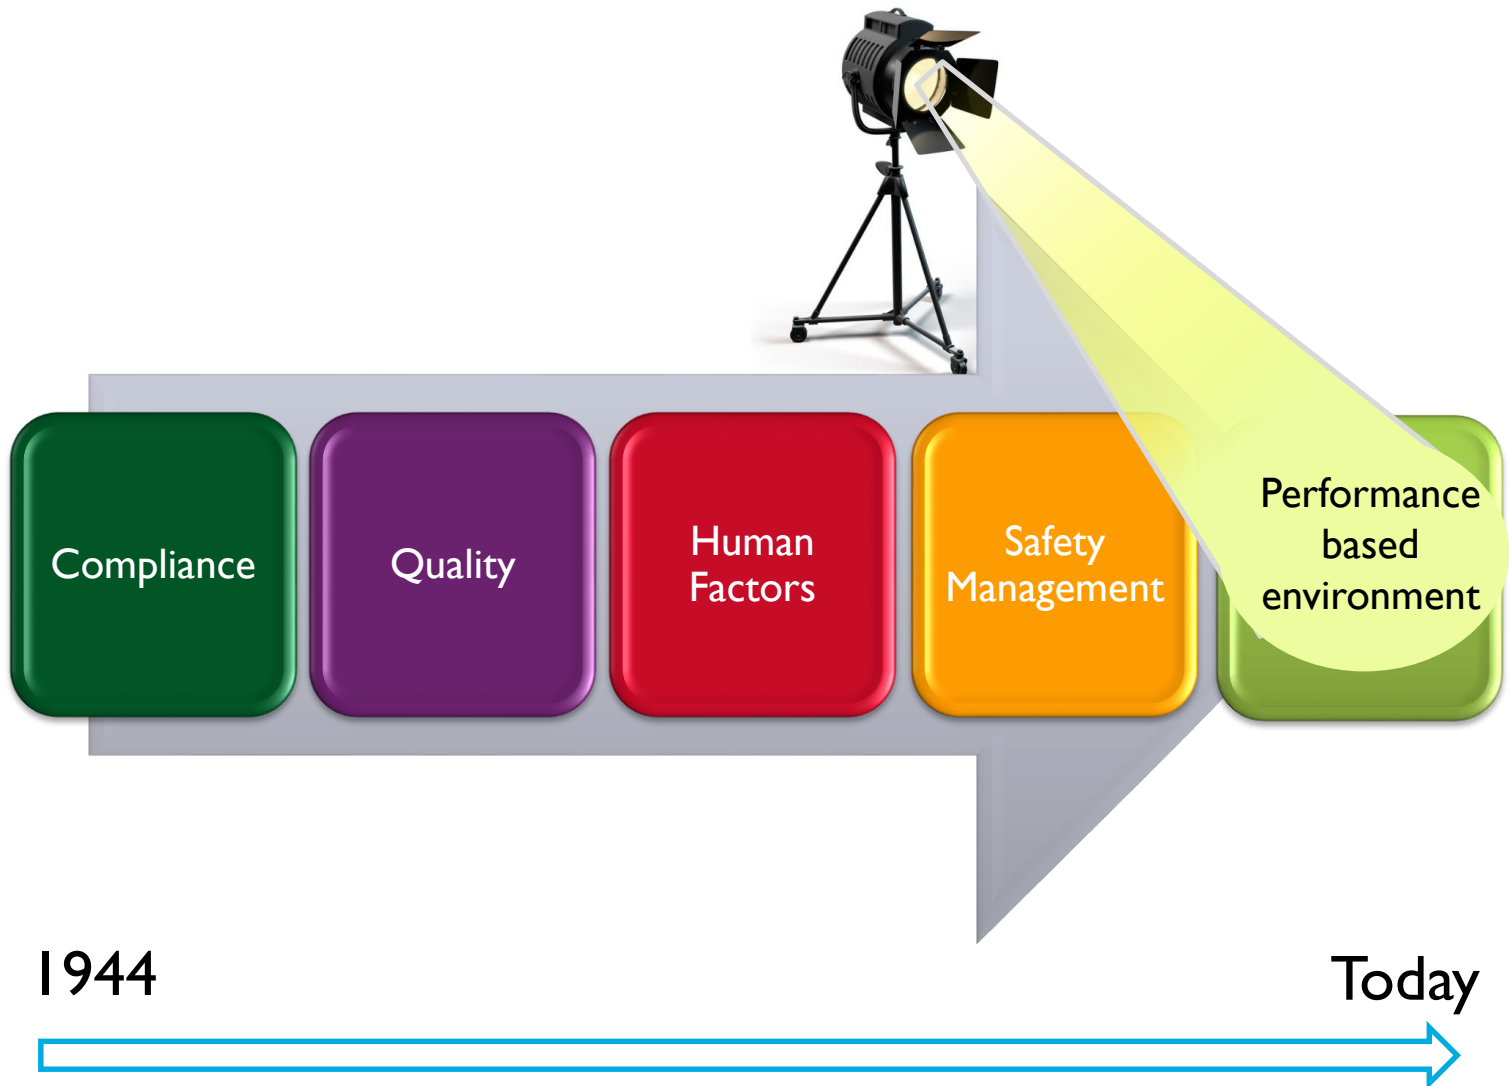 Compliance
Quality
Human
Factors
Safety
Management
Performance
based
environment
1944
Today